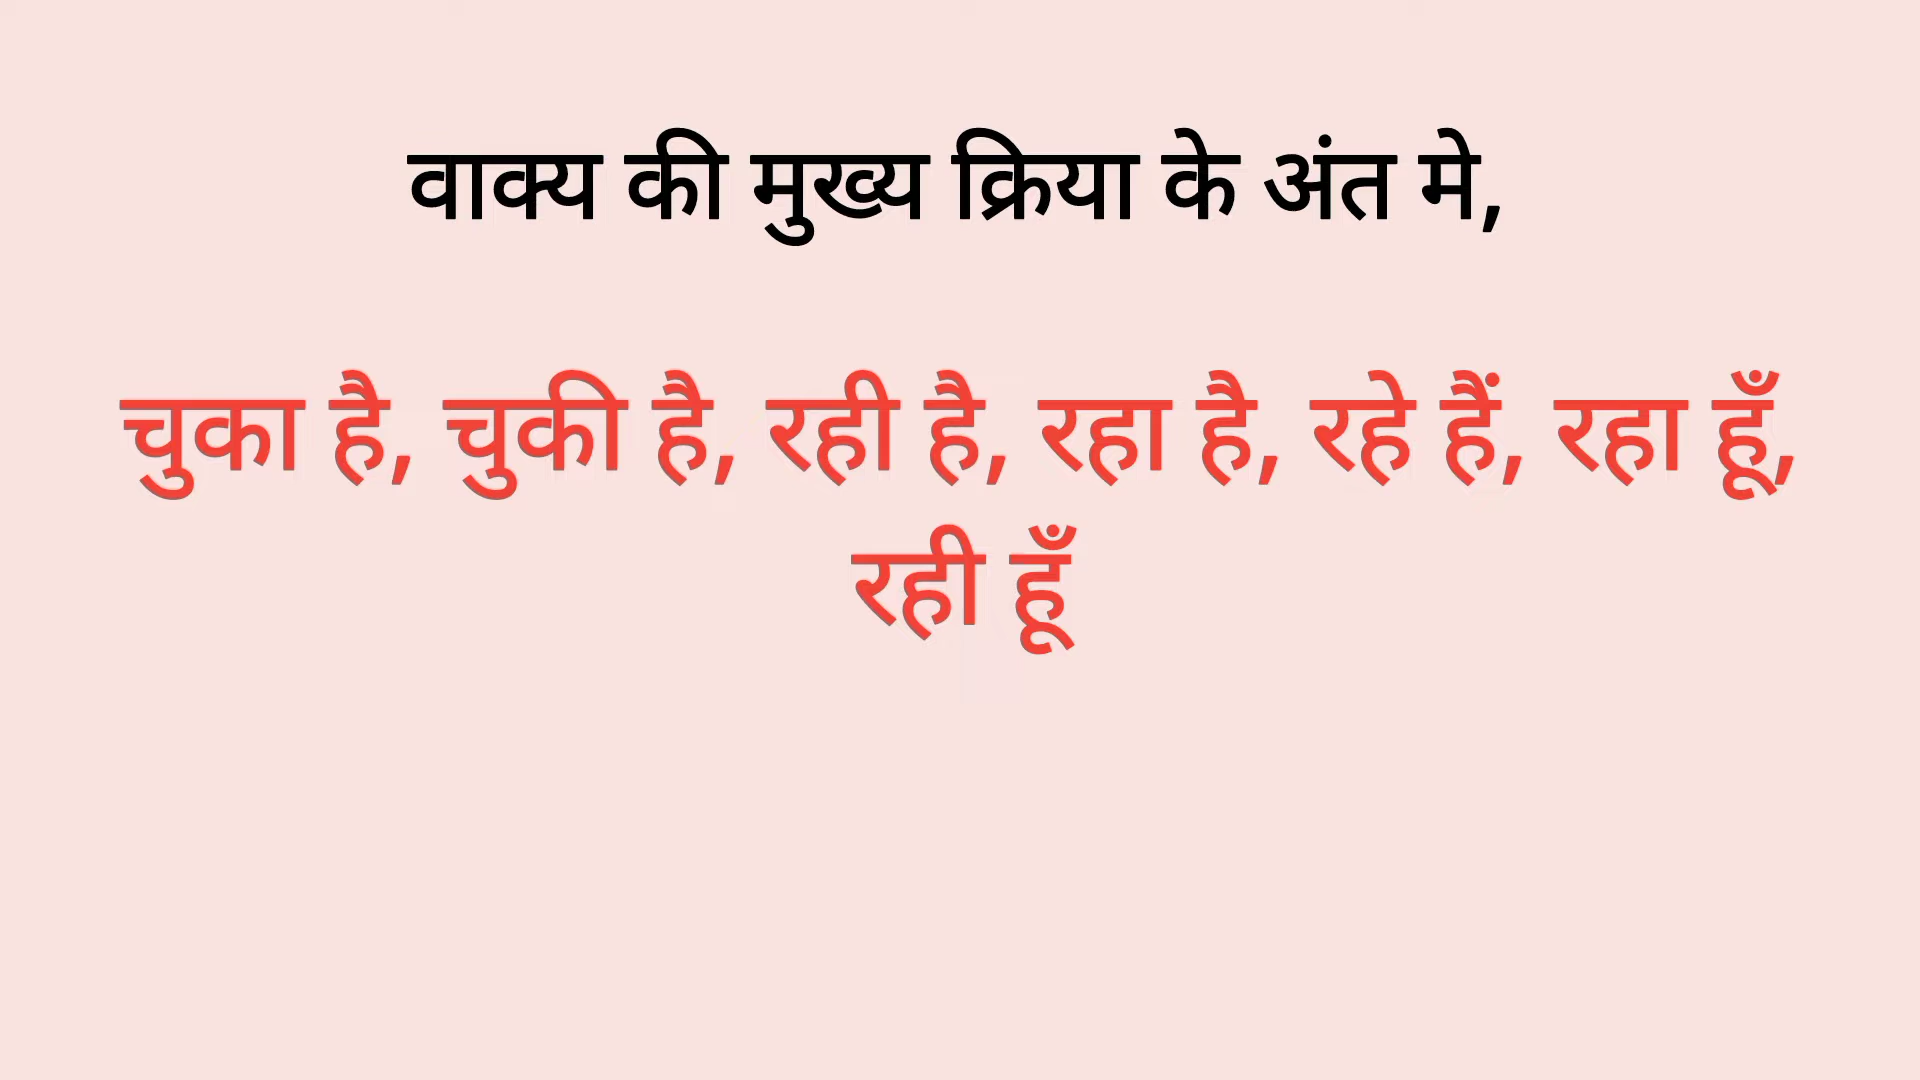 वाक्य की मुख्य क्रिया के अंत मे,
चुका है, चुकी है, रही है, रहा है, रहे हैं, रहा हूँ,
रही हूँ